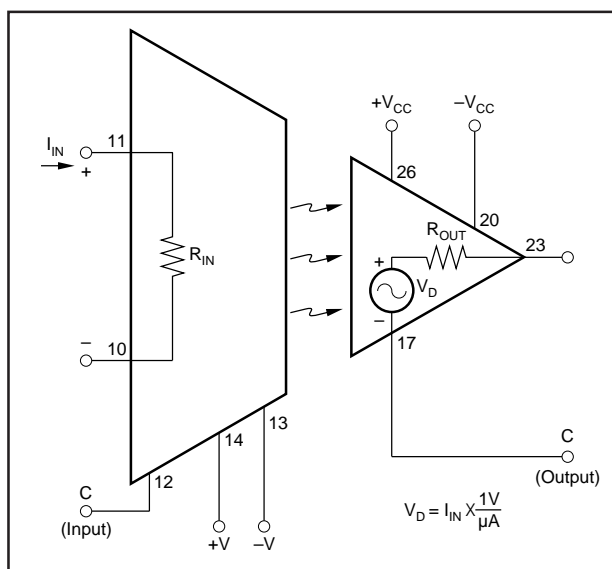 +V_CC
−V_CC
I_IN
11
+
26
20
R_OUT
23
R_IN
+
V_D
−
−
10
17
13
14
12
C
(Input)
C
(Output)
+V
−V
V_D = I_IN X 1V/µA